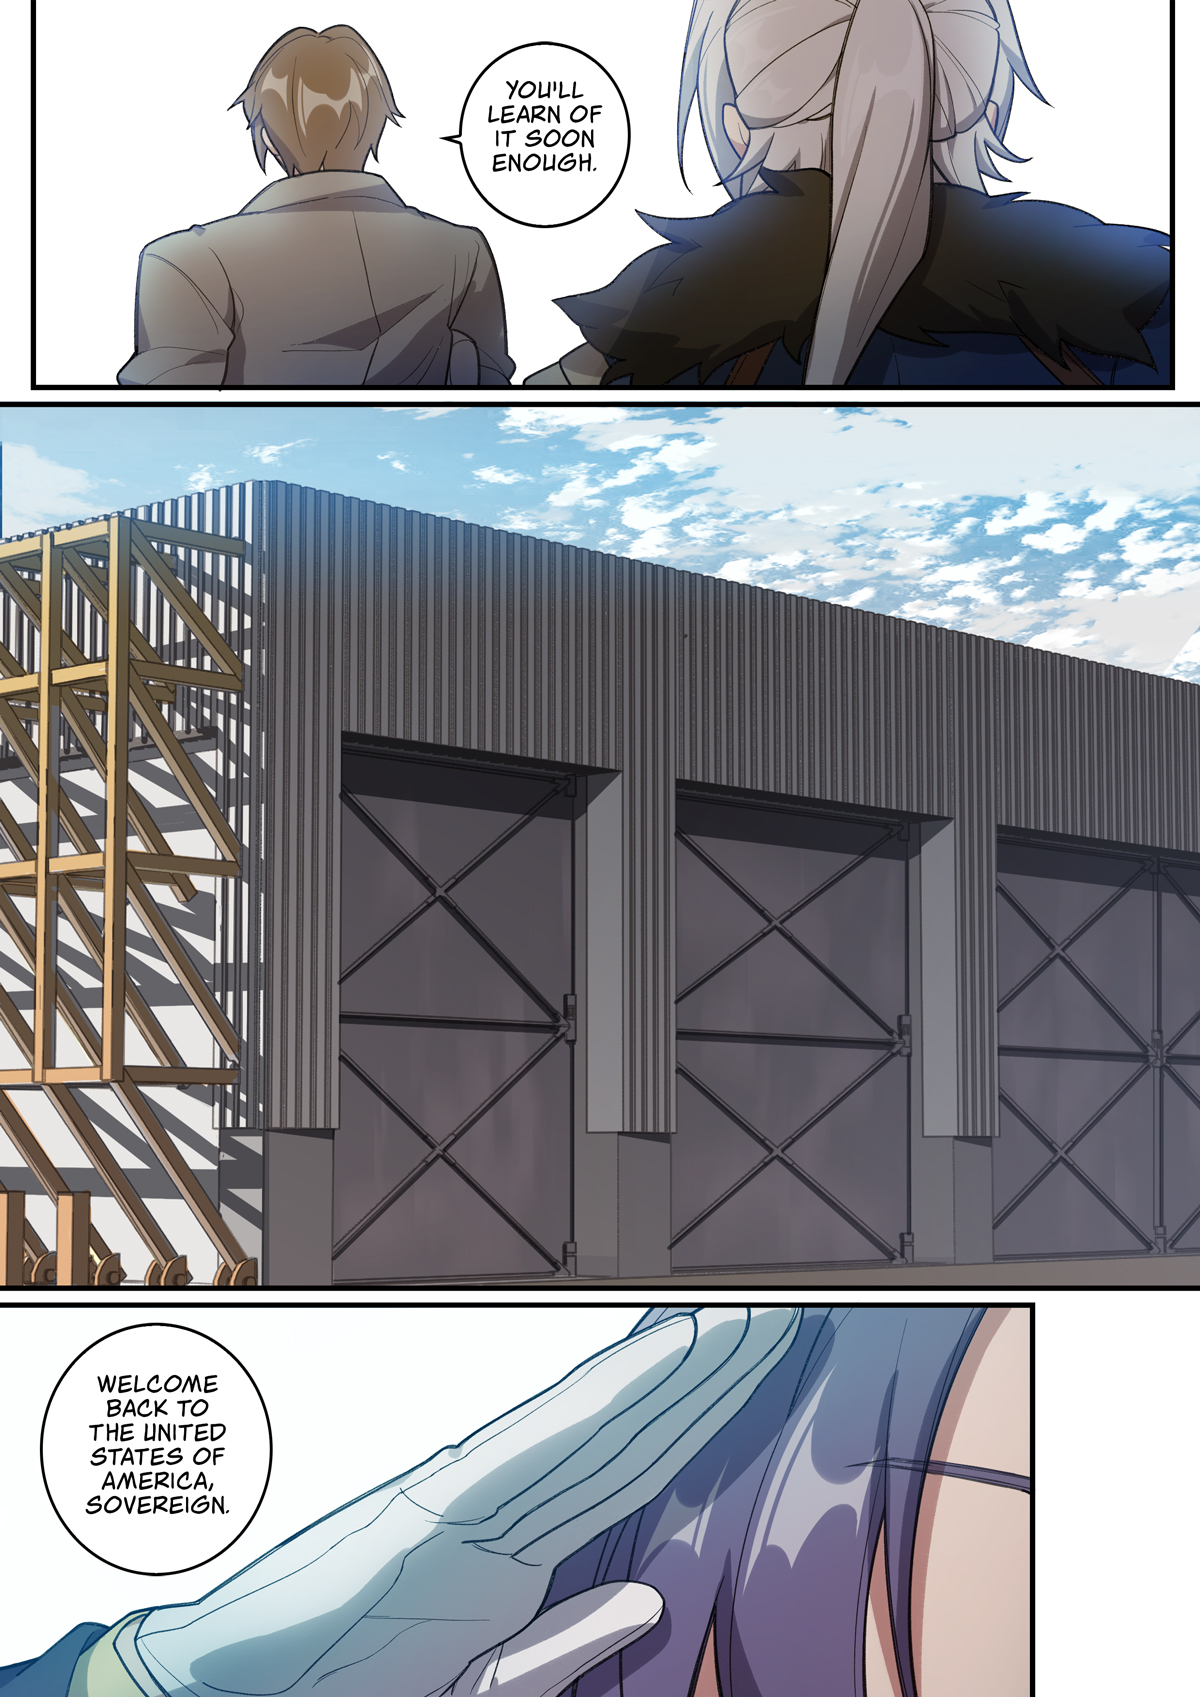 YOU'LL
LEARN OF
IT SOON
ENOUGH.
WELCOME
BACK TO
THE UNITED
STATES OF
AMERICA,
SOVEREIGN.